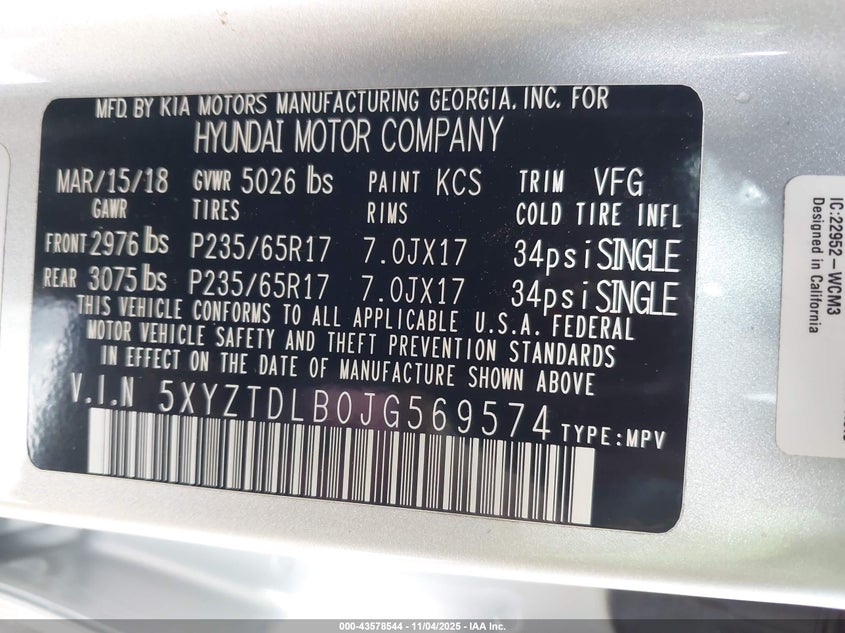 MFD. BY KIA MOTORS MANUFACTURING GEORGIA, INC. FOR
HYUNDAI MOTOR COMPANY
MAR/15/18 GVWR 5026 lbs PAINT KCS TRIM VFG
GAWR TIRES RIMS COLD TIRE INFL
FRONT 2976 lbs P235/65R17 7.0JX17 34psi SINGLE
REAR 3075 lbs P235/65R17 7.0JX17 34psi SINGLE
THIS VEHICLE CONFORMS TO ALL APPLICABLE U.S.A. FEDERAL
MOTOR VEHICLE SAFETY AND THEFT PREVENTION STANDARDS
IN EFFECT ON THE DATE OF MANUFACTURE SHOWN ABOVE
V.I.N 5XYZTDLB0JG569574 TYPE:MPV
IC:22952-WCM3
Designed in California
000-43578544 — 11/04/2025 — IAA Inc.